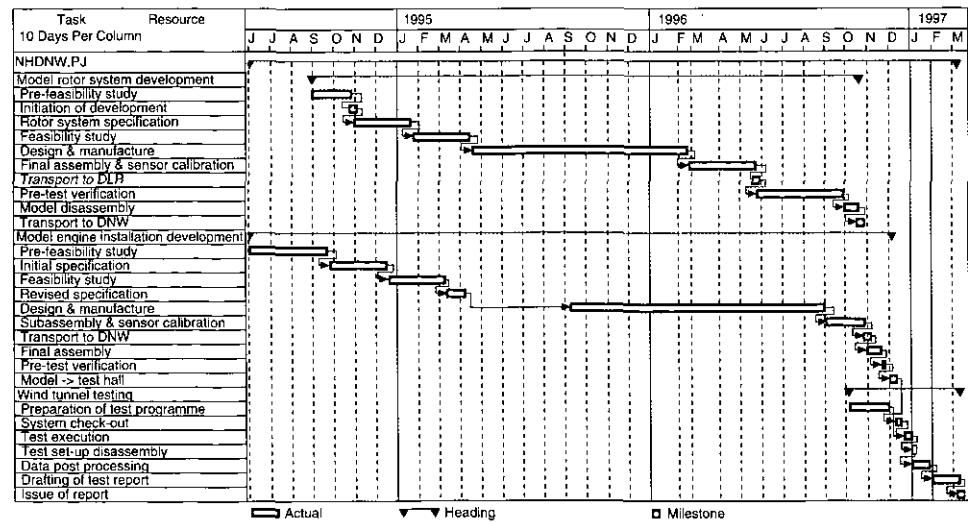 Task Resource 1995 1996 1997
10 Days Per Column J J A S O N D J F M A M J J A S O N D J F M A M J J A S O N D J F M
NHDNW.PJ
Model rotor system development
Pre-feasibility study
Initiation of development
Rotor system specification
Feasibility study
Design & manufacture
Final assembly & sensor calibration
Transport to DLR
Pre-test verification
Model disassembly
Transport to DNW
Model engine installation development
Pre-feasibility study
Initial specification
Feasibility study
Revised specification
Design & manufacture
Subassembly & sensor calibration
Transport to DNW
Final assembly
Pre-test verification
Model -> test hall
Wind tunnel testing
Preparation of test programme
System check-out
Test execution
Test set-up disassembly
Data post processing
Drafting of test report
Issue of report
Actual Heading Milestone